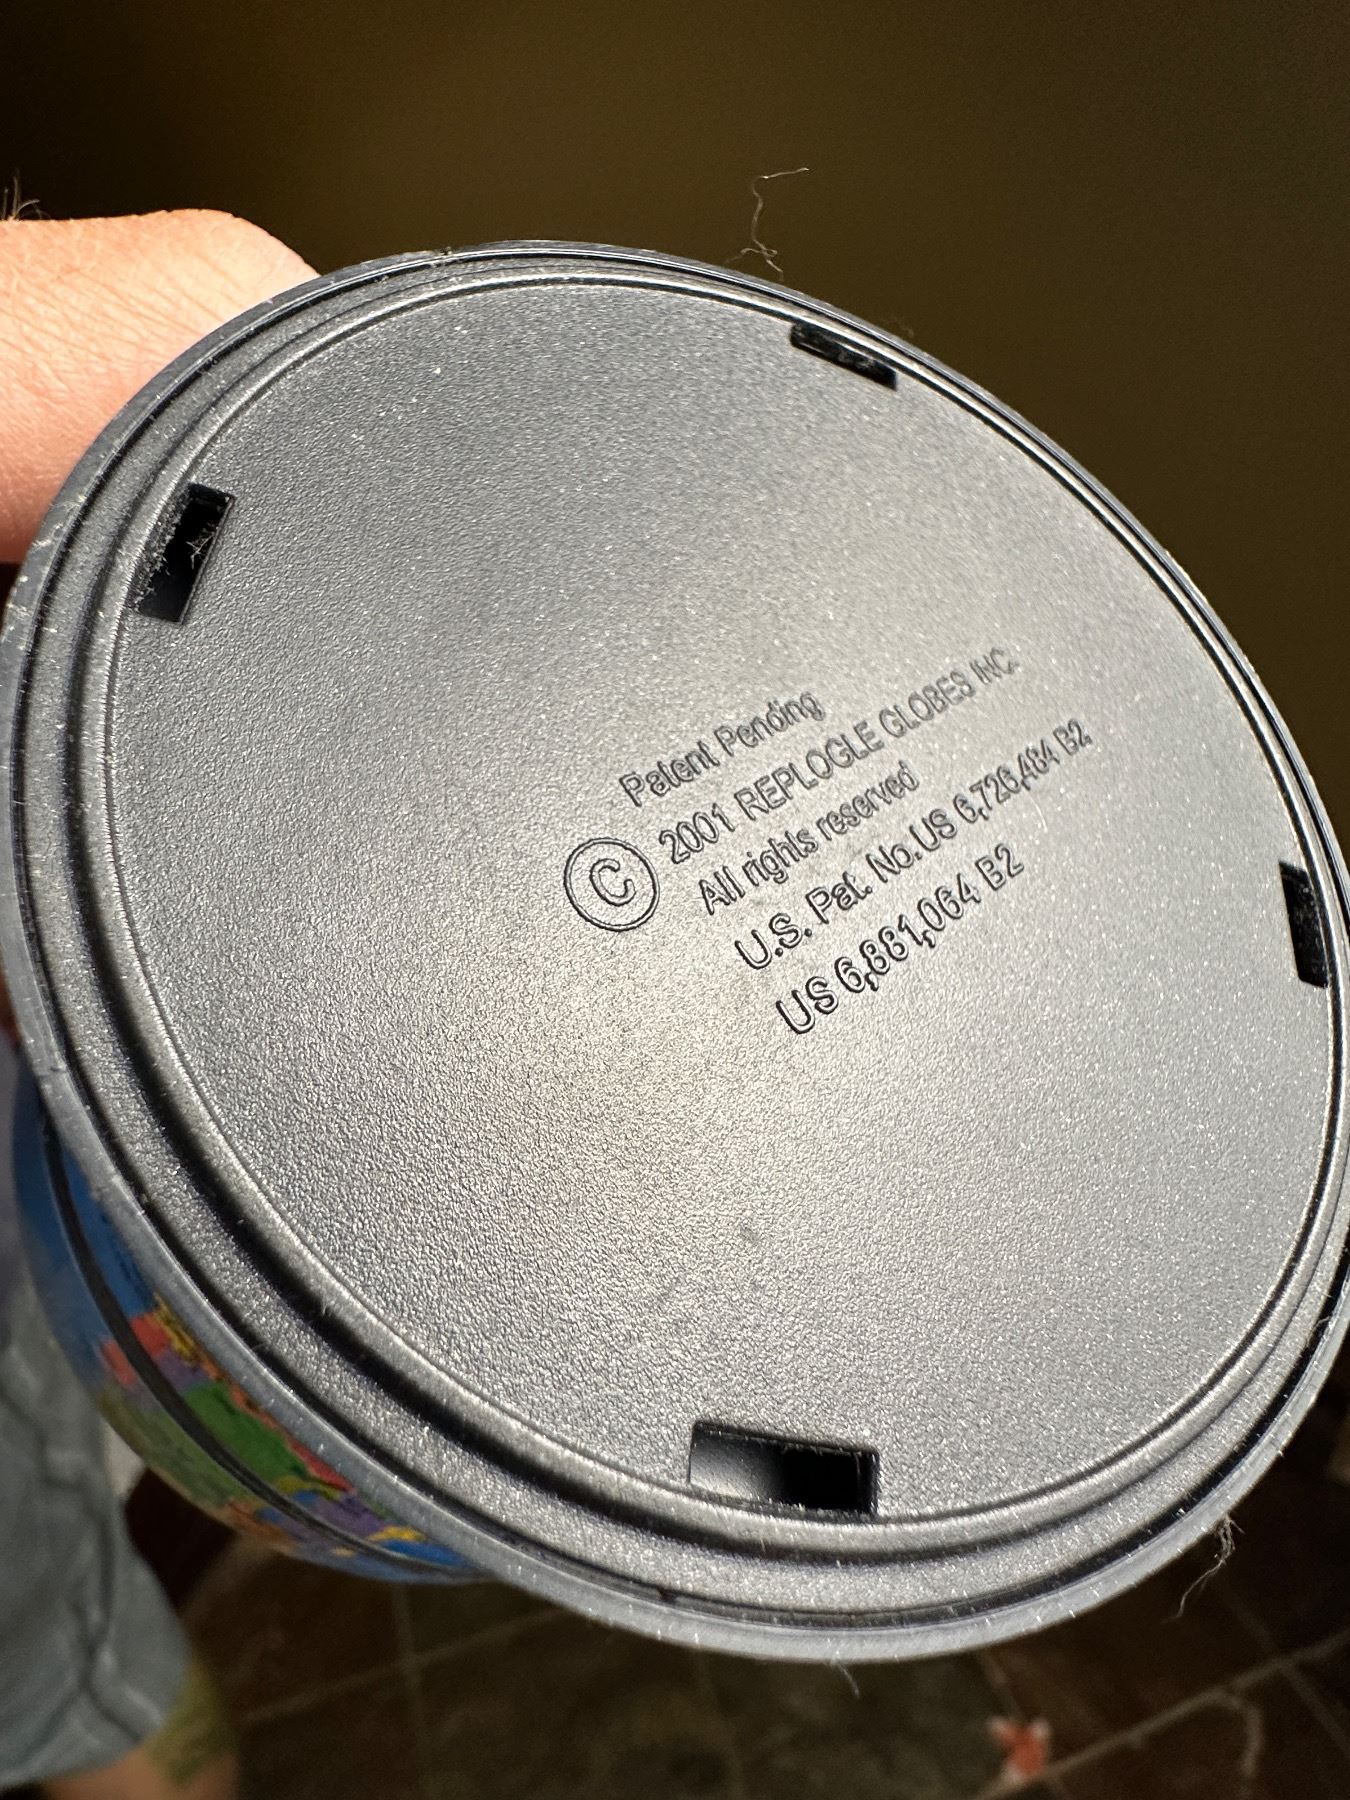 Patent Pending
© 2001 REPLOGLE GLOBES INC.
All rights reserved
U.S. Pat. No. US 6,726,484 B2
US 6,881,064 B2